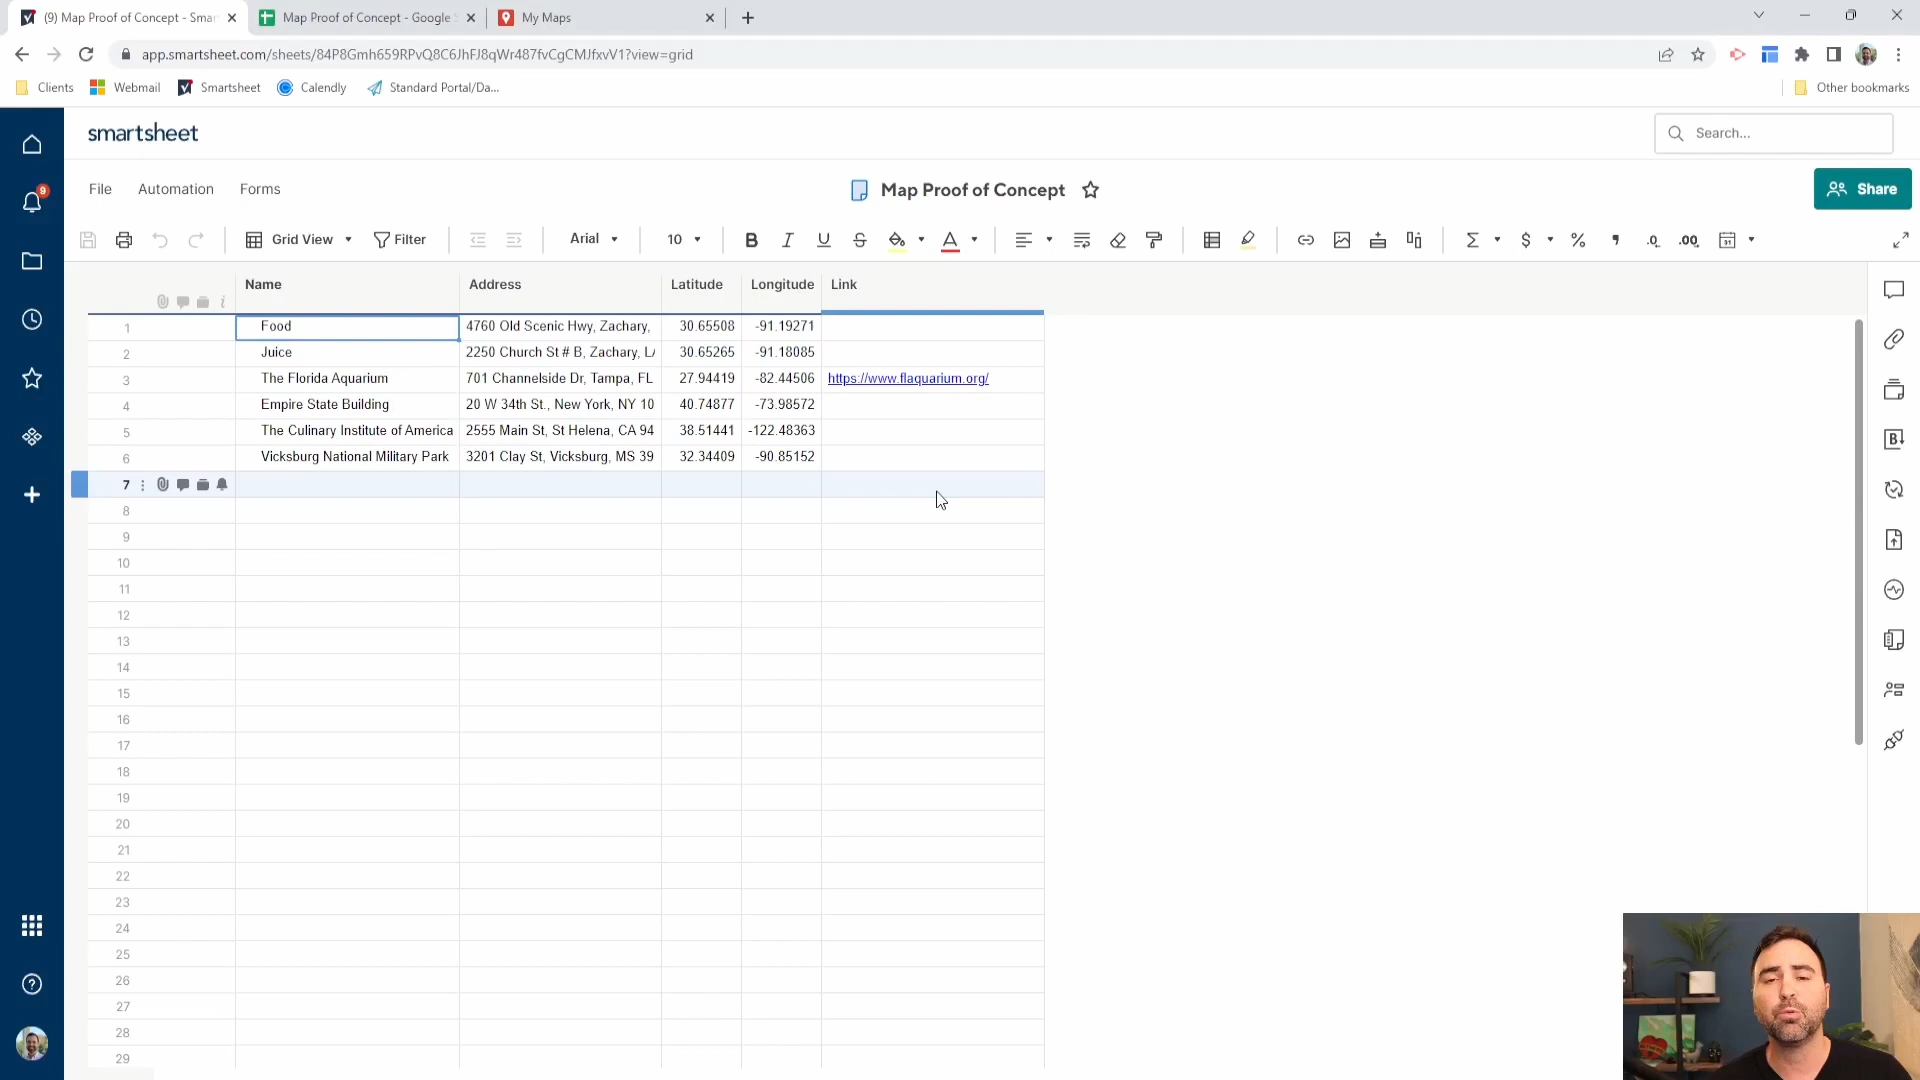 (9) Map Proof of Concept - Smar
Map Proof of Concept - Google S
My Maps
app.smartsheet.com/sheets/84P8Gmh659RPvQ8C6JhFJ8qWr487fvCgCMJfxvV1?view=grid
Clients
Webmail
Smartsheet
Calendly
Standard Portal/Da...
Other bookmarks
smartsheet
Search...
9
File
Automation
Forms
Map Proof of Concept
Share
Grid View
Filter
Arial
10
Name
Address
Latitude
Longitude
Link
1 Food 4760 Old Scenic Hwy, Zachary, 30.65508 -91.19271
2 Juice 2250 Church St # B, Zachary, LA 30.65265 -91.18085
3 The Florida Aquarium 701 Channelside Dr, Tampa, FL 27.94419 -82.44506 https://www.flaquarium.org/
4 Empire State Building 20 W 34th St., New York, NY 10 40.74877 -73.98572
5 The Culinary Institute of America 2555 Main St, St Helena, CA 94 38.51441 -122.48363
6 Vicksburg National Military Park 3201 Clay St, Vicksburg, MS 39 32.34409 -90.85152
7
8
9
10
11
12
13
14
15
16
17
18
19
20
21
22
23
24
25
26
27
28
29